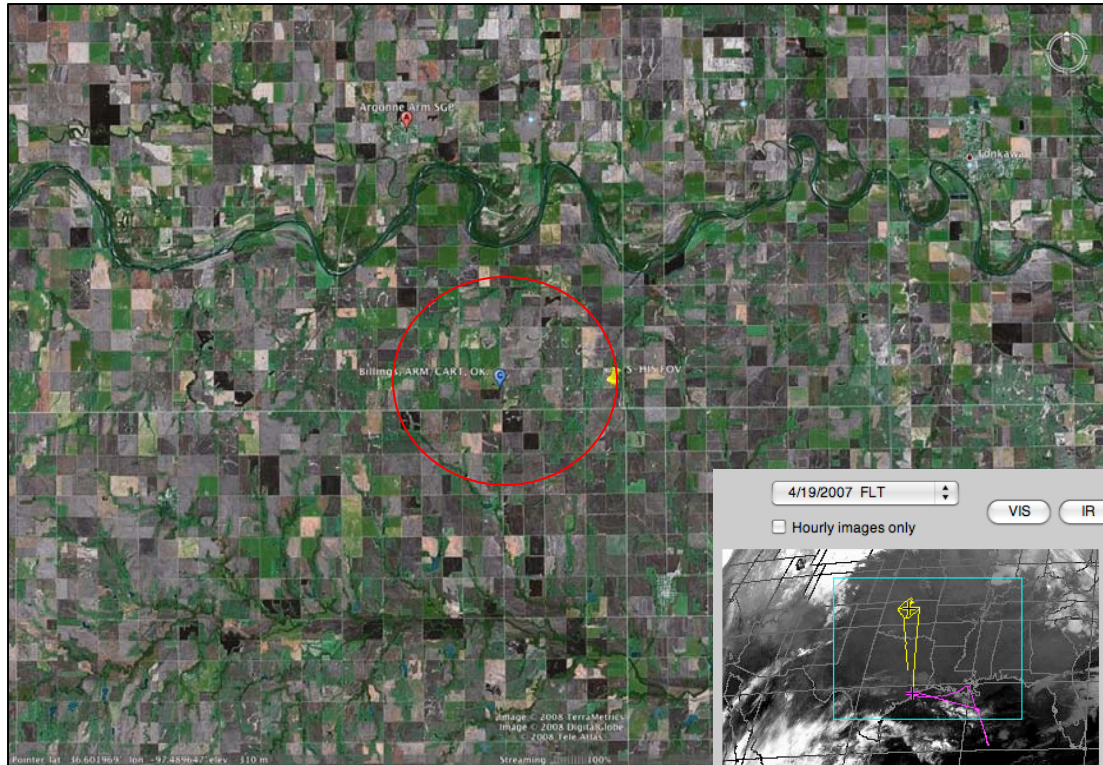 Argonne Arm SGP
Tonkawa
Billings, ARM, CART, OK.
S-HIS FOV
4/19/2007 FLT
VIS
IR
Hourly images only
Image © 2008 TerraMetrics
Image © 2008 DigitalGlobe
© 2008 Tele Atlas
Pointer lat 36.601969° lon -97.489647° elev 310 m
Streaming 100%